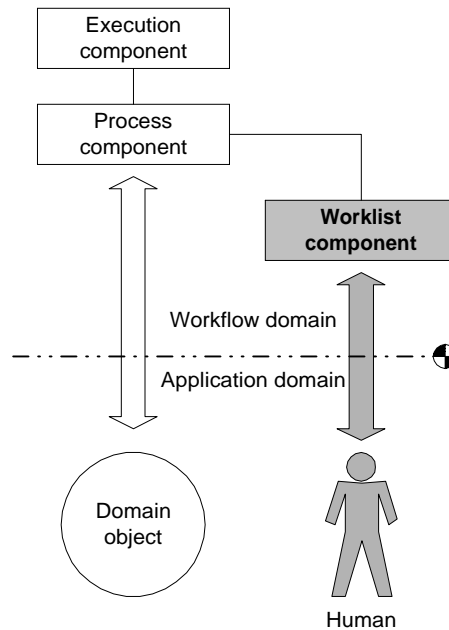 Execution
component
Process
component
Worklist
component
Workflow domain
Application domain
Domain
object
Human